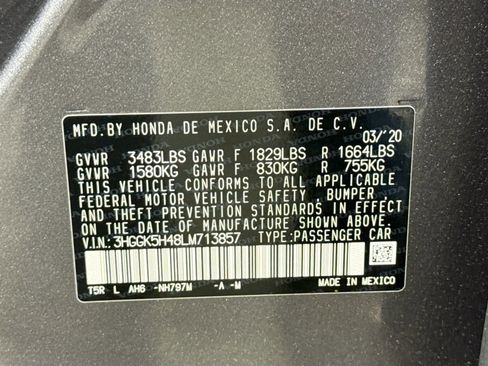 MFD.BY HONDA DE MEXICO S.A. DE C.V.
03/'20
GVWR 3483LBS GAWR F 1829LBS R 1664LBS
GVWR 1580KG GAWR F 830KG R 755KG
THIS VEHICLE CONFORMS TO ALL APPLICABLE
FEDERAL MOTOR VEHICLE SAFETY, BUMPER
AND THEFT PREVENTION STANDARDS IN EFFECT
ON THE DATE OF MANUFACTURE SHOWN ABOVE.
V.I.N: 3HGGK5H48LM713857 TYPE: PASSENGER CAR
T5R L AH6 -NH797M -A -M MADE IN MEXICO